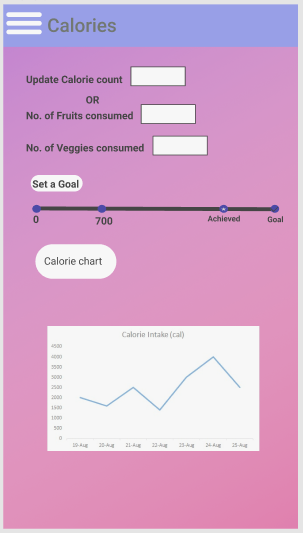 Calories
Update Calorie count
OR
No. of Fruits consumed
No. of Veggies consumed
Set a Goal
0 700 Achieved Goal
Calorie chart
Calorie Intake (cal)
4500
4000
3500
3000
2500
2000
1500
1000
500
0
19-Aug 20-Aug 21-Aug 22-Aug 23-Aug 24-Aug 25-Aug